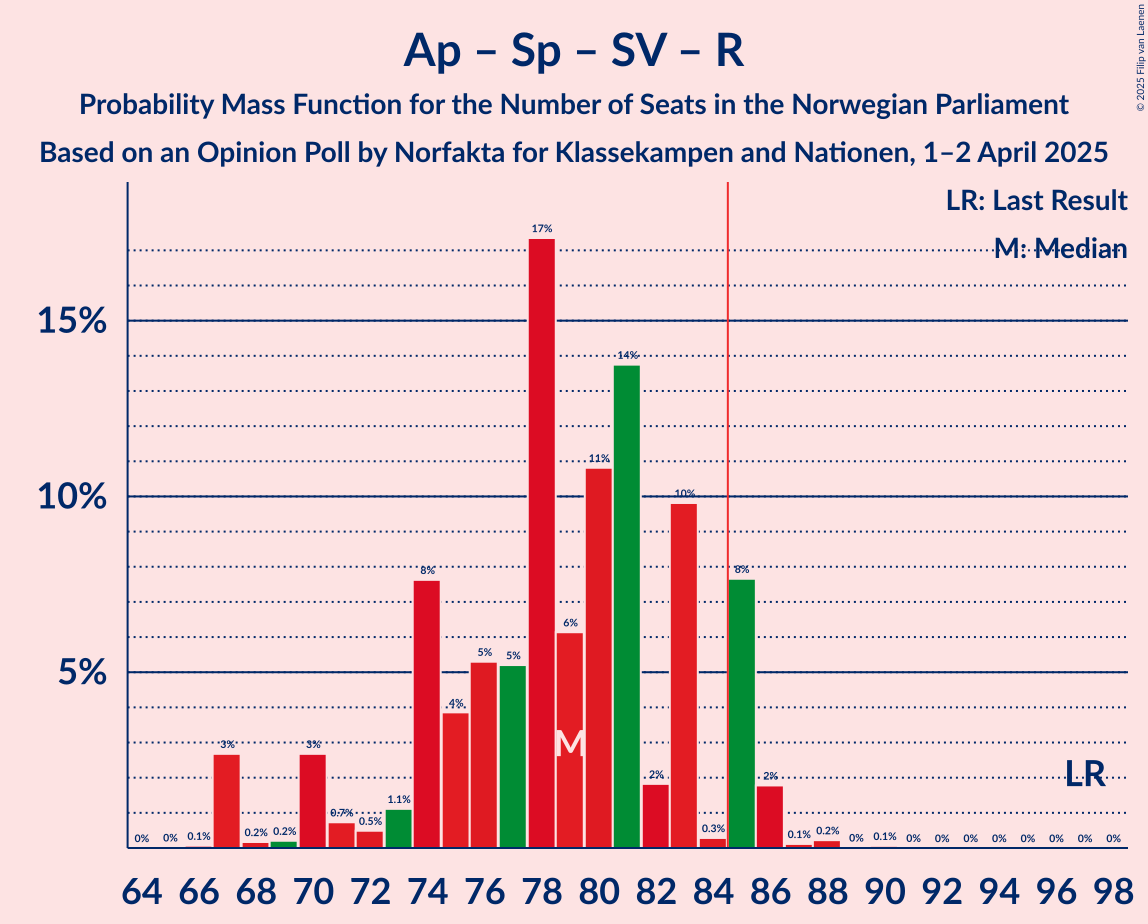 Ap – Sp – SV – R
Probability Mass Function for the Number of Seats in the Norwegian Parliament
Based on an Opinion Poll by Norfakta for Klassekampen and Nationen, 1–2 April 2025
© 2025 Filip van Laenen
LR: Last Result
M: Median
15%
10%
5%
0% 0% 0.1% 3% 0.2% 0.2% 3% 0.7% 0.5% 1.1% 8% 4% 5% 5% 17% 6% 11% 14% 2% 10% 0.3% 8% 2% 0.1% 0.2% 0% 0.1% 0% 0% 0% 0% 0% 0% 0% 0%
M
LR
64 66 68 70 72 74 76 78 80 82 84 86 88 90 92 94 96 98